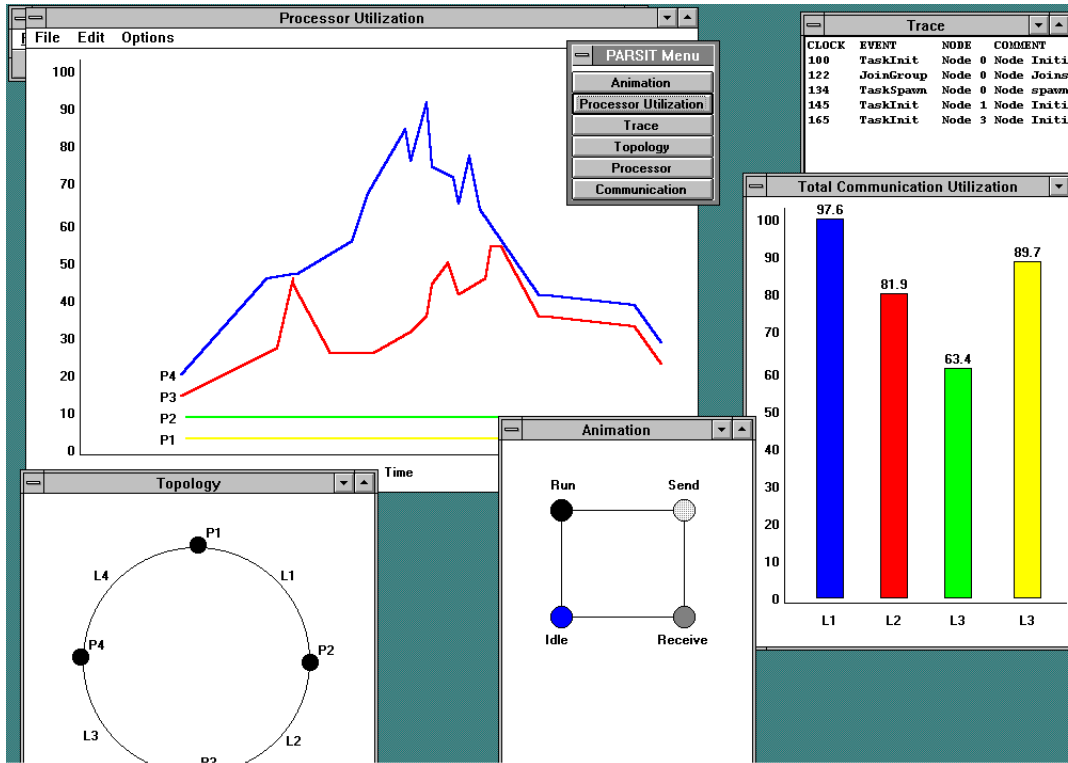 Processor Utilization
File Edit Options
100
90
80
70
60
50
40
30
20
10
0
P4
P3
P2
P1
Time
PARSIT Menu
Animation
Processor Utilization
Trace
Topology
Processor
Communication
Trace
CLOCK EVENT NODE COMMENT
100 TaskInit Node 0 Node Initi
122 JoinGroup Node 0 Node Joins
134 TaskSpawn Node 0 Node spawn
145 TaskInit Node 1 Node Initi
165 TaskInit Node 3 Node Initi
Total Communication Utilization
100
90
80
70
60
50
40
30
20
10
0
97.6
81.9
63.4
89.7
L1 L2 L3 L3
Topology
P1
L4 L1
P4 P2
L3 L2
Animation
Run Send
Idle Receive